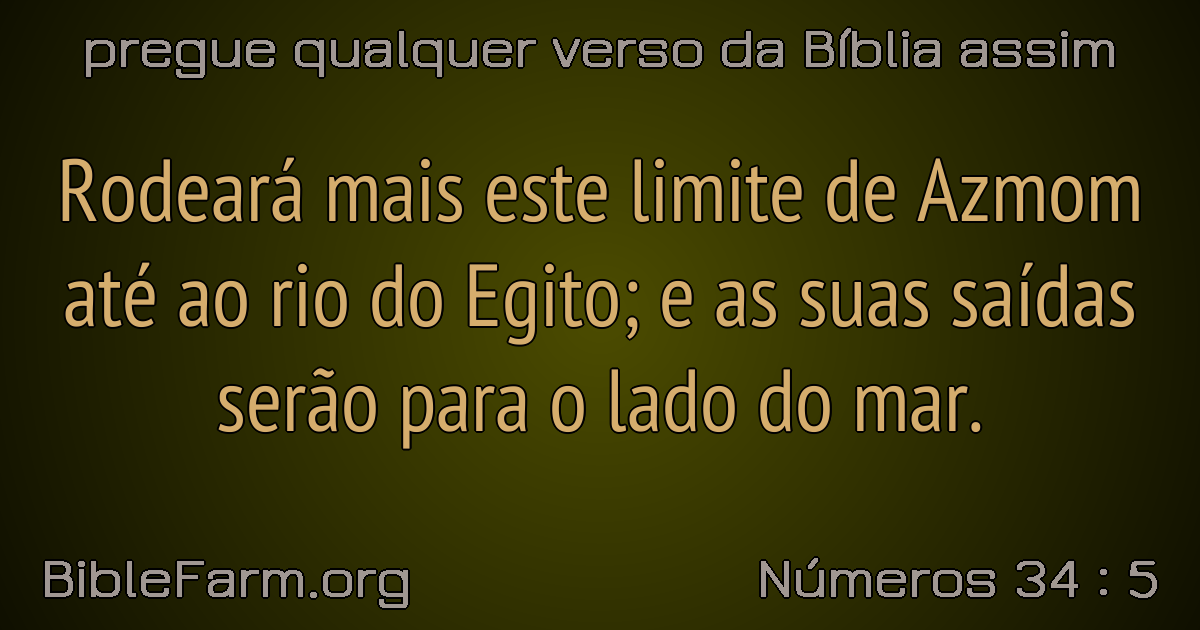 pregue qualquer verso da Bíblia assim
Rodeará mais este limite de Azmom
até ao rio do Egito; e as suas saídas
serão para o lado do mar.
BibleFarm.org
Números 34 : 5